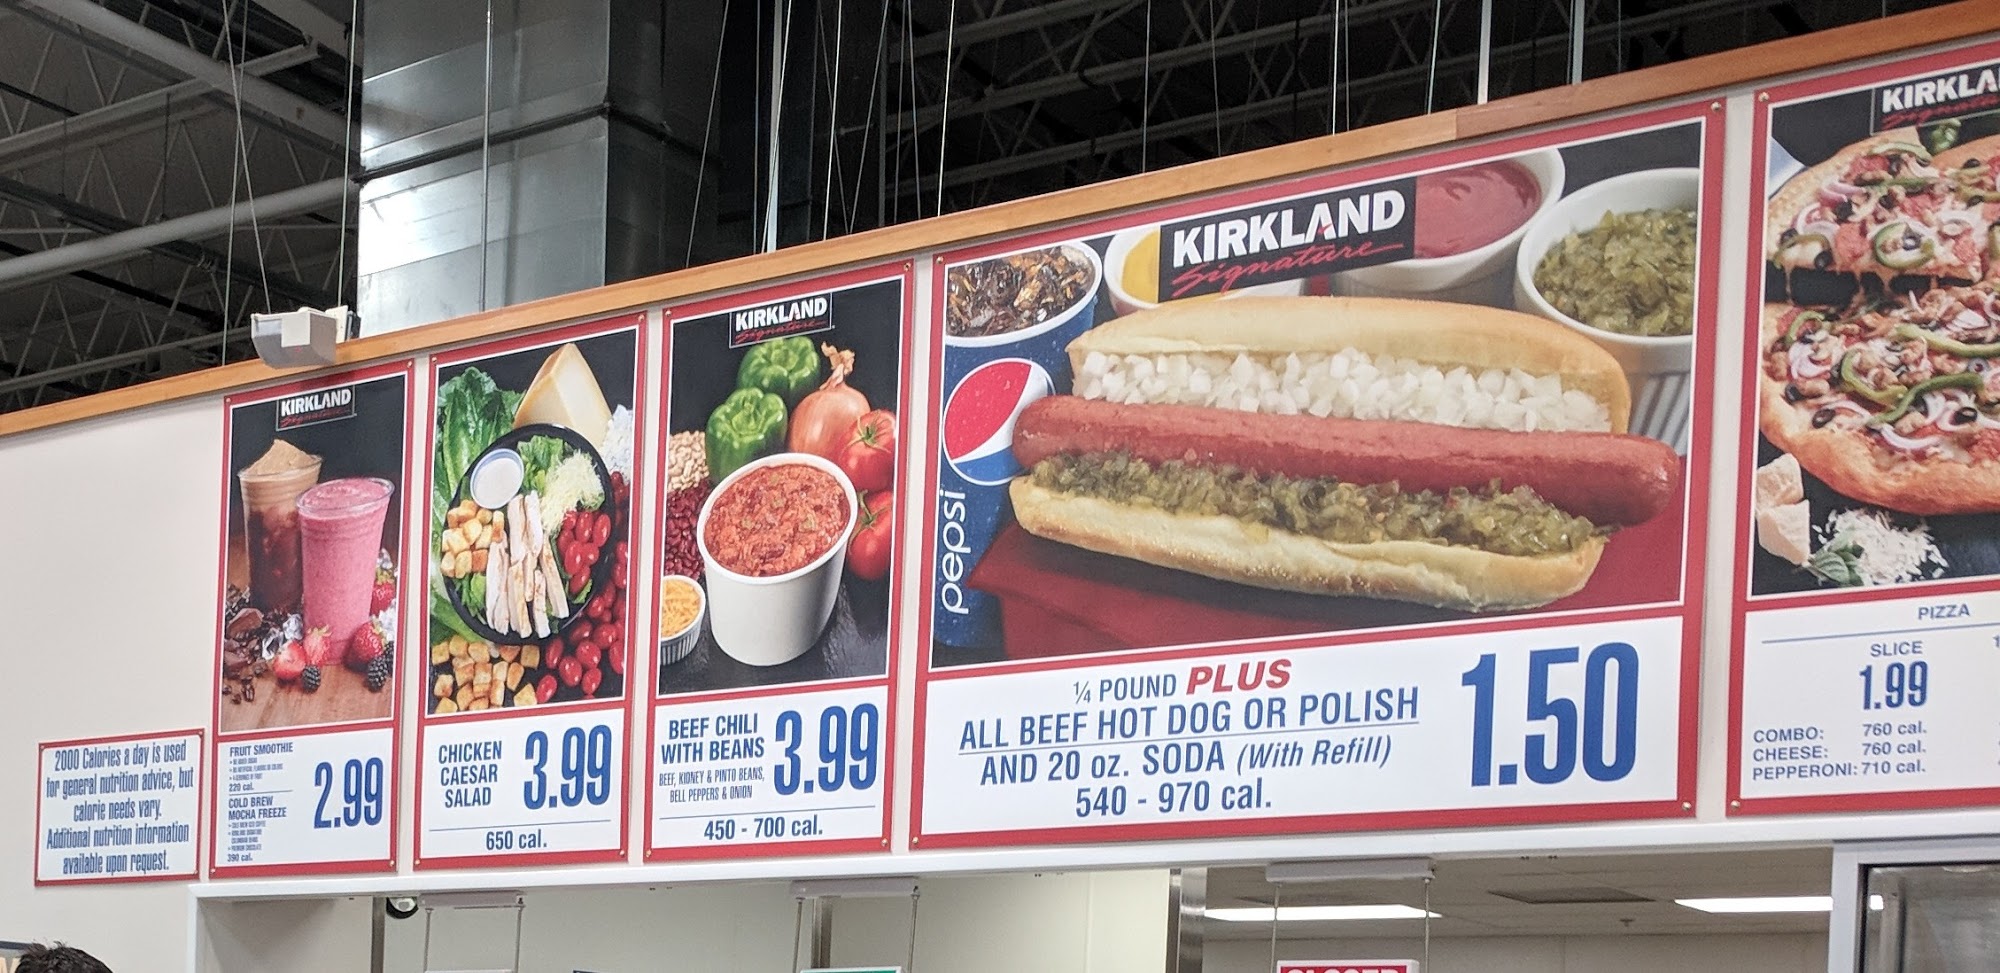 2000 Calories a day is used
for general nutrition advice, but
calorie needs vary.
Additional nutrition information
available upon request.
KIRKLAND
Signature
FRUIT SMOOTHIE
220 cal.
COLD BREW
MOCHA FREEZE
390 cal.
2.99
CHICKEN
CAESAR
SALAD
3.99
650 cal.
KIRKLAND
Signature
BEEF CHILI
WITH BEANS
BEEF, KIDNEY & PINTO BEANS,
BELL PEPPERS & ONION
3.99
450 - 700 cal.
KIRKLAND
Signature
pepsi
1/4 POUND PLUS
ALL BEEF HOT DOG OR POLISH
AND 20 oz. SODA (With Refill)
540 - 970 cal.
1.50
KIRKLA
Signatu
PIZZA
SLICE
1.99
COMBO: 760 cal.
CHEESE: 760 cal.
PEPPERONI: 710 cal.
CLOSED